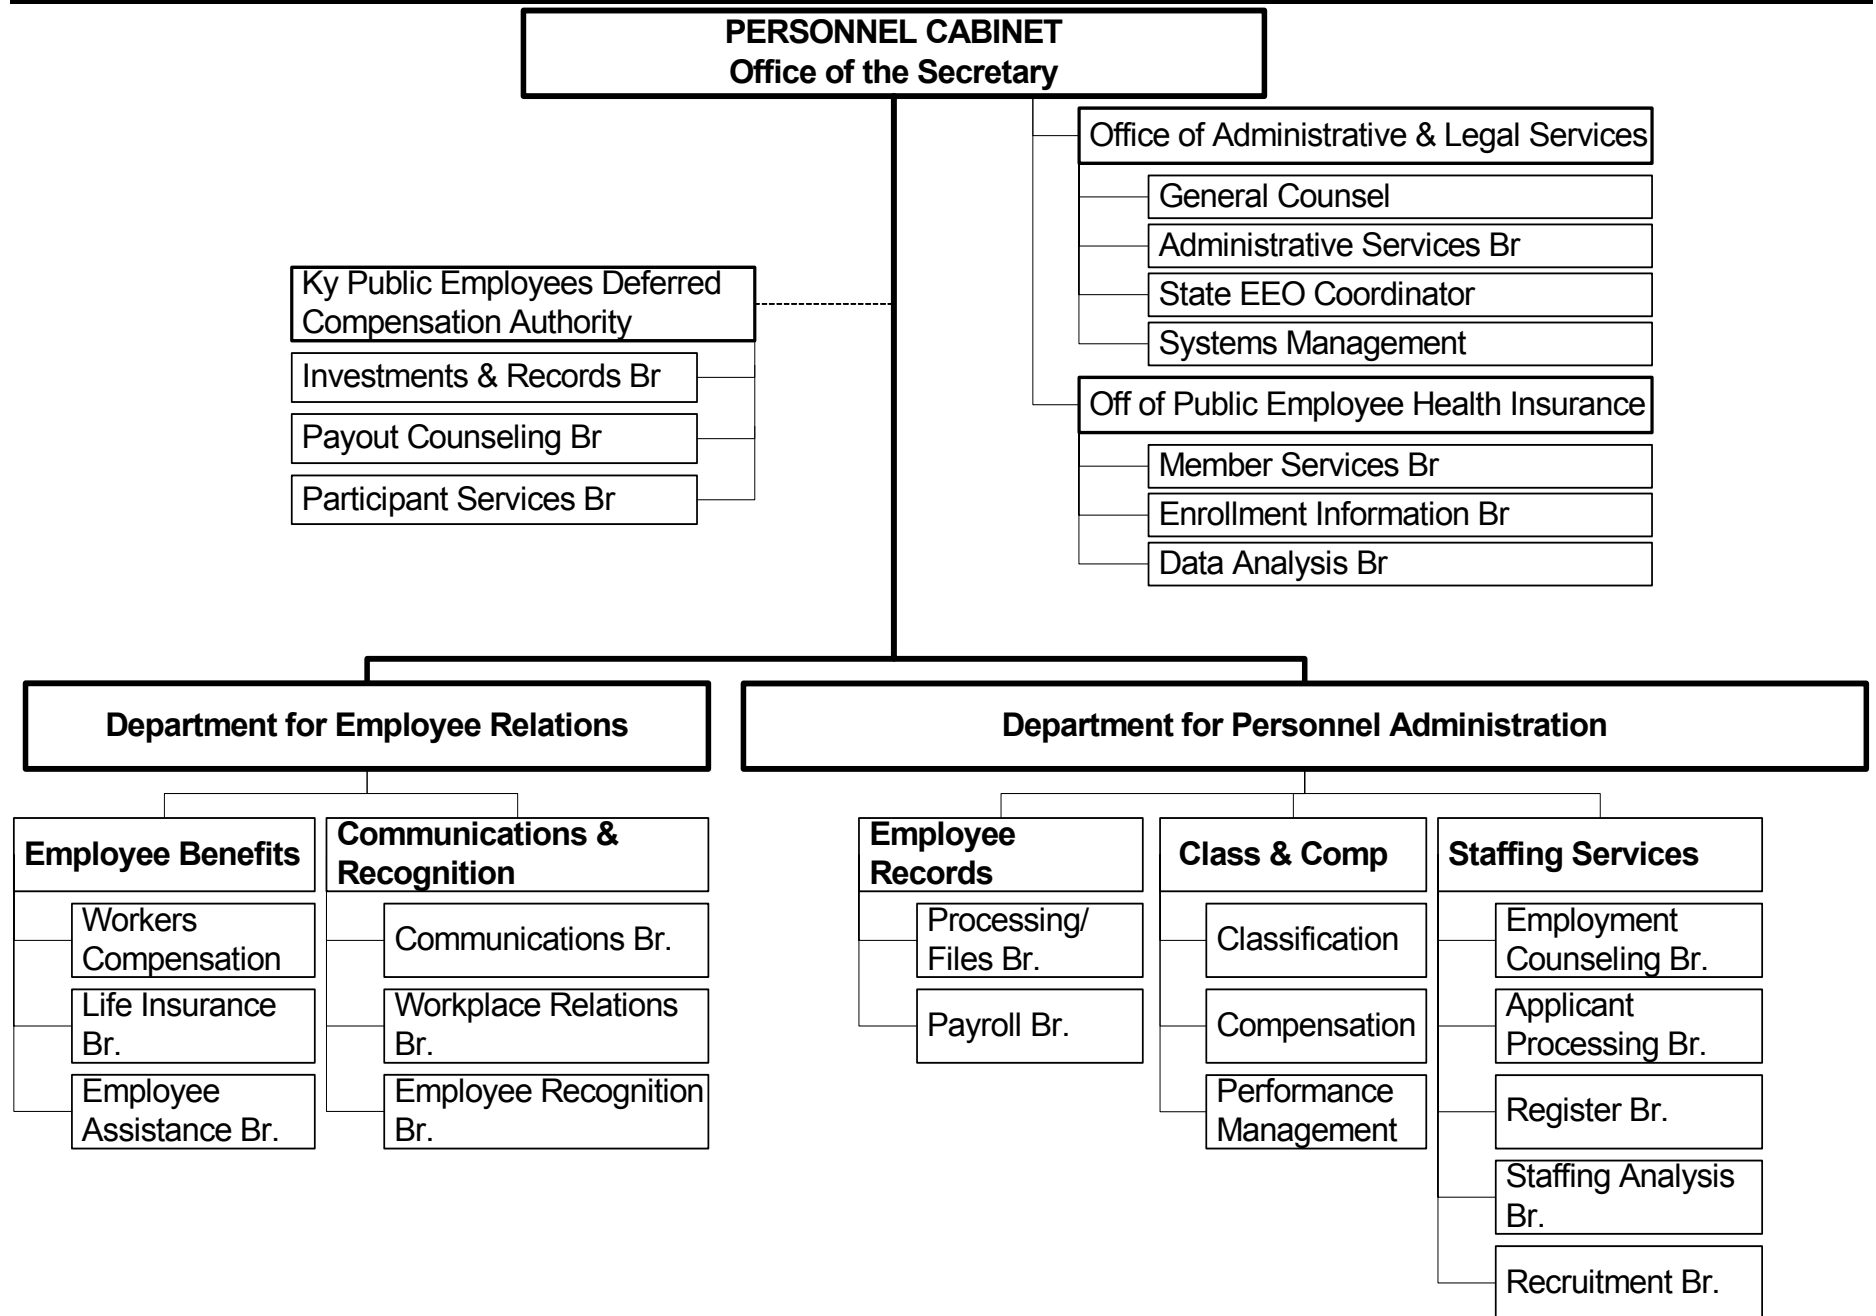 PERSONNEL CABINET
Office of the Secretary
Office of Administrative & Legal Services
General Counsel
Administrative Services Br
State EEO Coordinator
Systems Management
Ky Public Employees Deferred
Compensation Authority
Investments & Records Br
Payout Counseling Br
Participant Services Br
Off of Public Employee Health Insurance
Member Services Br
Enrollment Information Br
Data Analysis Br
Department for Employee Relations
Employee Benefits
Workers
Compensation
Life Insurance
Br.
Employee
Assistance Br.
Communications &
Recognition
Communications Br.
Workplace Relations
Br.
Employee Recognition
Br.
Department for Personnel Administration
Employee
Records
Processing/
Files Br.
Payroll Br.
Class & Comp
Classification
Compensation
Performance
Management
Staffing Services
Employment
Counseling Br.
Applicant
Processing Br.
Register Br.
Staffing Analysis
Br.
Recruitment Br.